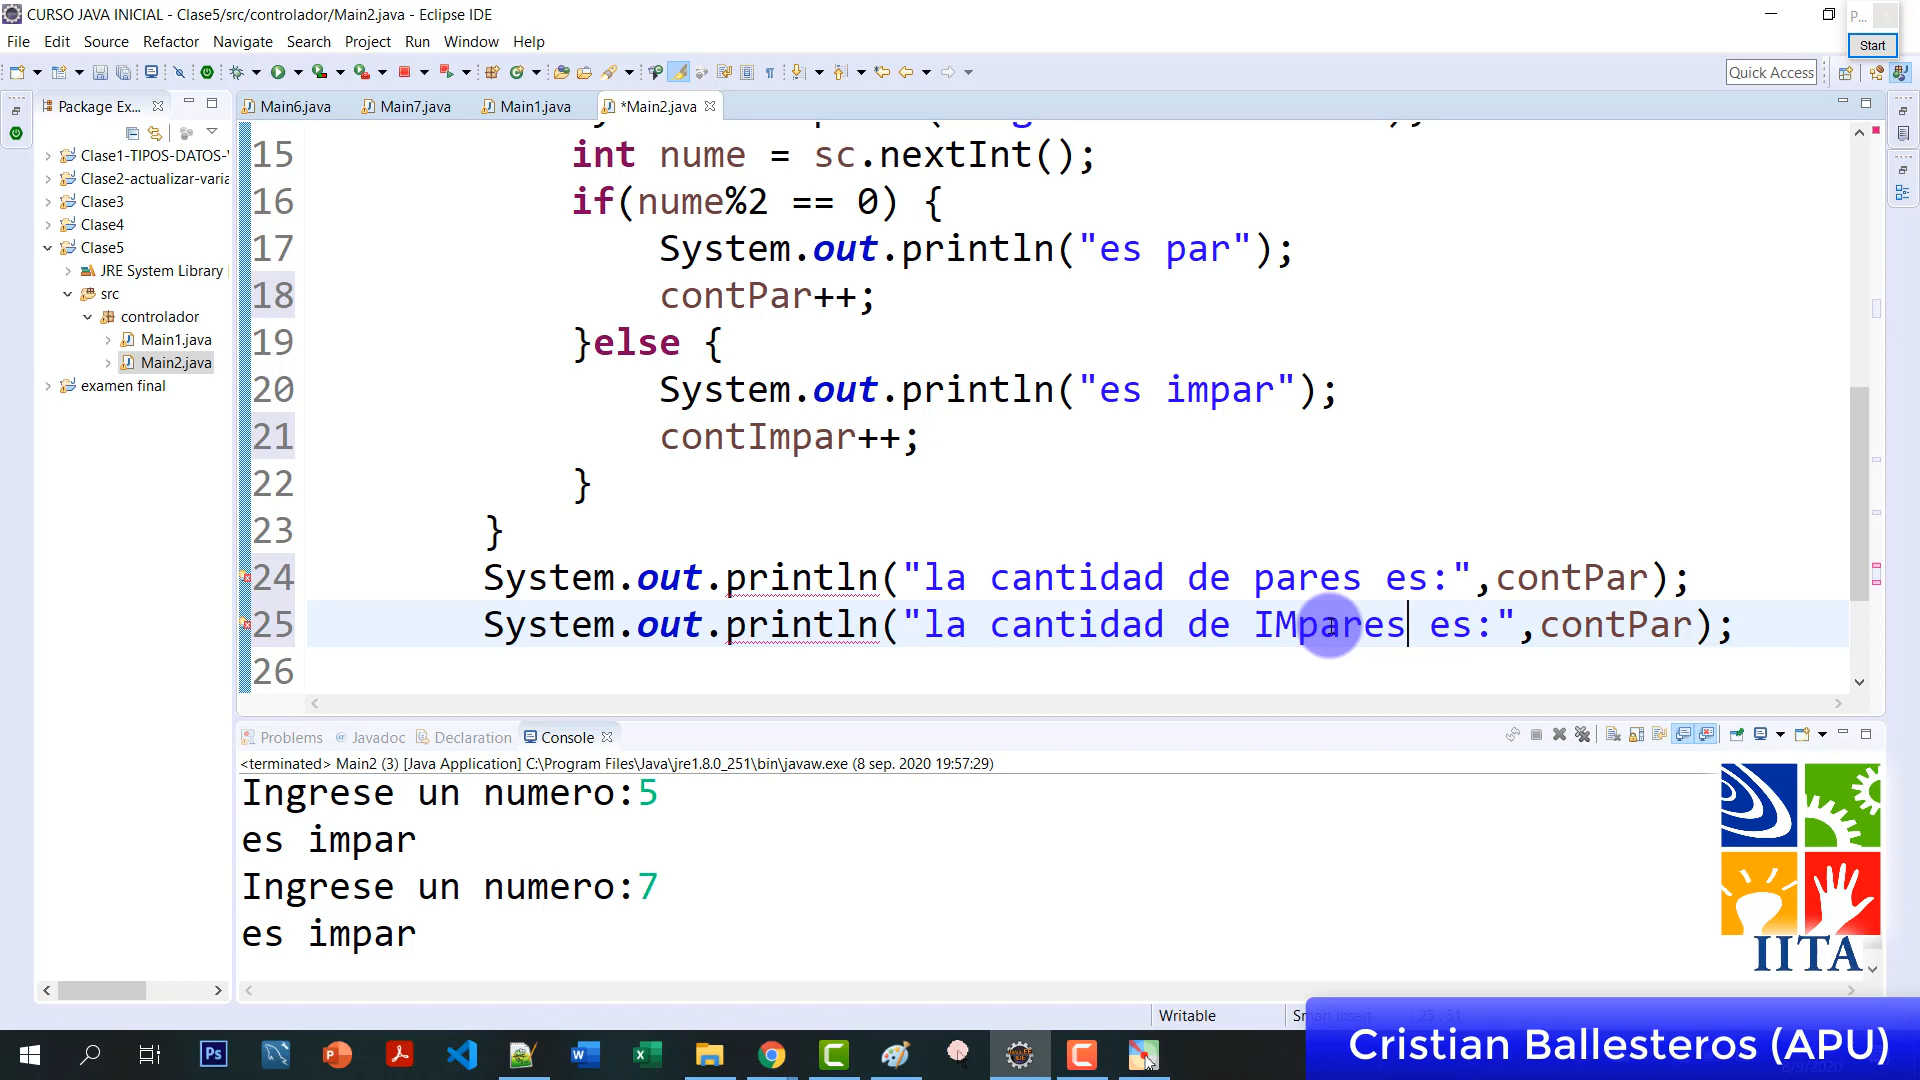 CURSO JAVA INICIAL - Clase5/src/controlador/Main2.java - Eclipse IDE
P...
Start
File Edit Source Refactor Navigate Search Project Run Window Help
Quick Access
Package Ex...
Main6.java
Main7.java
Main1.java
*Main2.java
Clase1-TIPOS-DATOS-
Clase2-actualizar-varia
Clase3
Clase4
Clase5
JRE System Library
src
controlador
Main1.java
Main2.java
examen final
15 int nume = sc.nextInt();
16 if(nume%2 == 0) {
17 System.out.println("es par");
18 contPar++;
19 }else {
20 System.out.println("es impar");
21 contImpar++;
22 }
23 }
24 System.out.println("la cantidad de pares es:",contPar);
25 System.out.println("la cantidad de IMpares es:",contPar);
26
Problems @ Javadoc Declaration Console
<terminated> Main2 (3) [Java Application] C:\Program Files\Java\jre1.8.0_251\bin\javaw.exe (8 sep. 2020 19:57:29)
Ingrese un numero:5
es impar
Ingrese un numero:7
es impar
IITA
Writable
Cristian Ballesteros (APU)
Ps